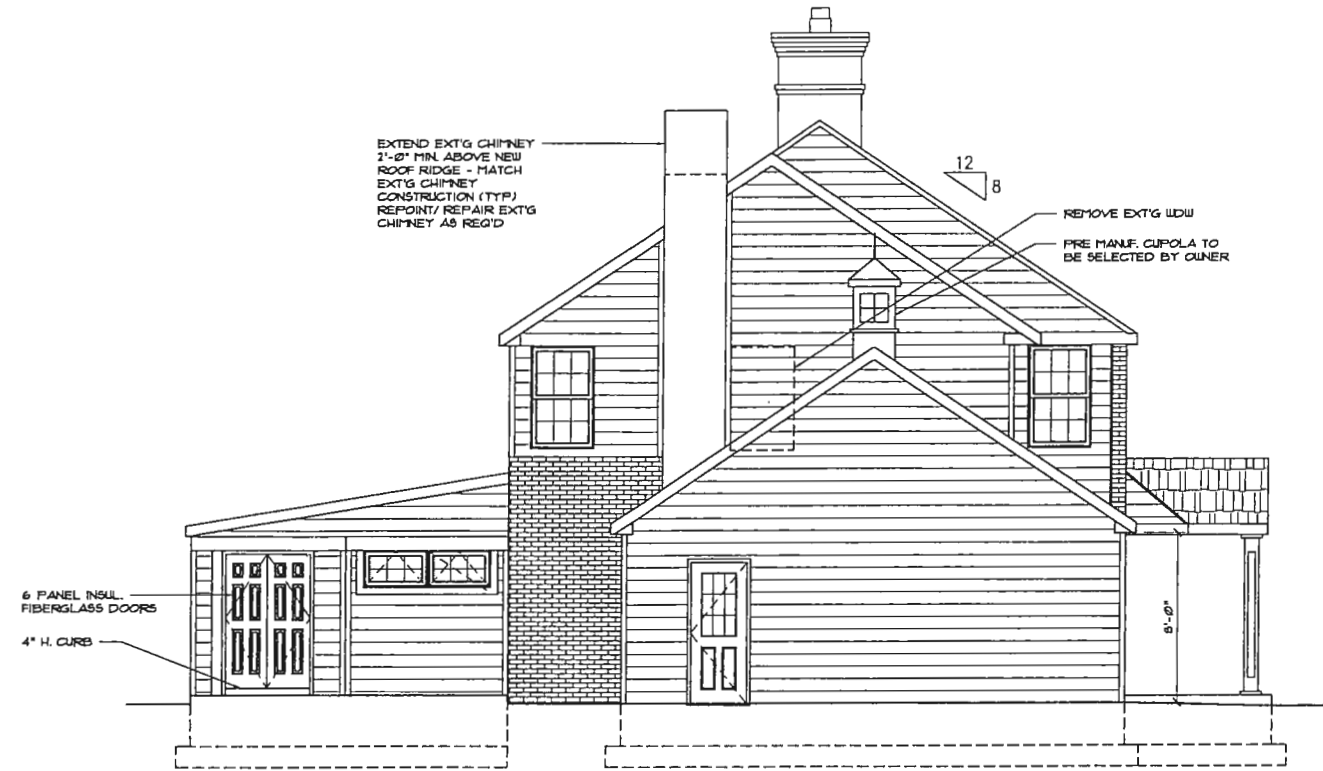 EXTEND EXT'G CHIMNEY
2'-0" MIN. ABOVE NEW
ROOF RIDGE - MATCH
EXT'G CHIMNEY
CONSTRUCTION (TYP)
REPOINT/ REPAIR EXT'G
CHIMNEY AS REQ'D
12
8
REMOVE EXT'G WDW
PRE MANUF. CUPOLA TO
BE SELECTED BY OWNER
6 PANEL INSUL.
FIBERGLASS DOORS
4" H. CURB
8'-0"